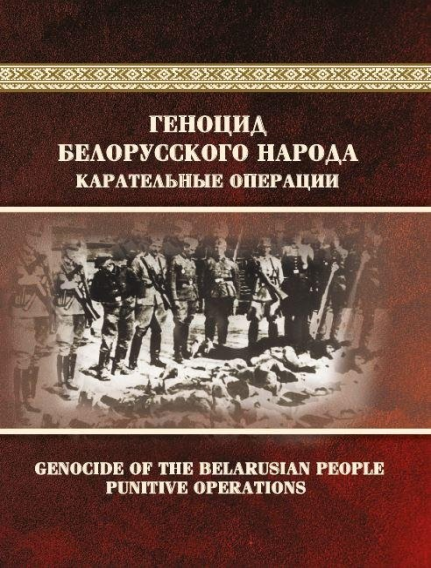 ГЕНОЦИД
БЕЛОРУССКОГО НАРОДА
КАРАТЕЛЬНЫЕ ОПЕРАЦИИ
GENOCIDE OF THE BELARUSIAN PEOPLE
PUNITIVE OPERATIONS